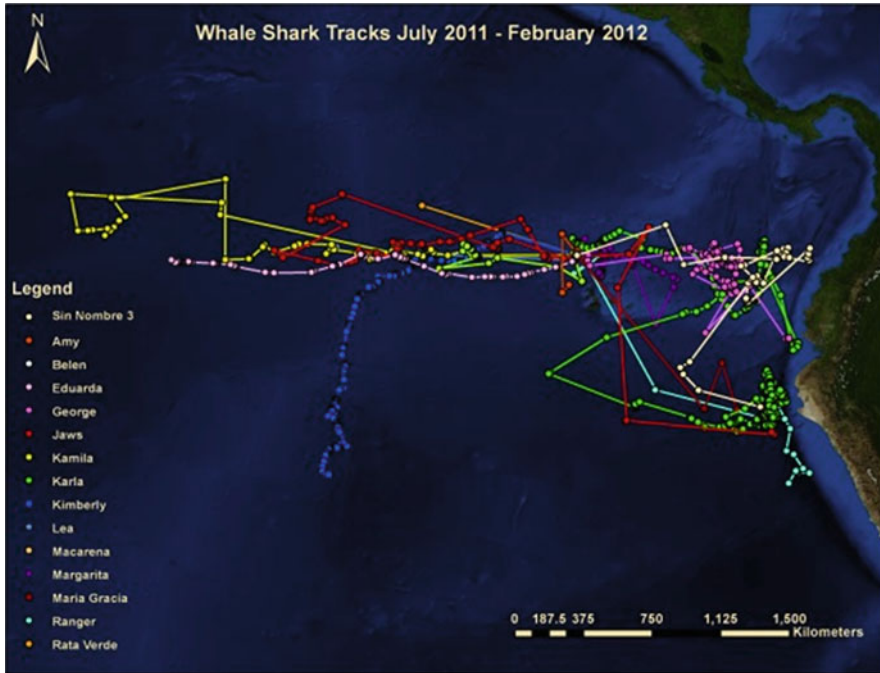 N
Whale Shark Tracks July 2011 - February 2012
Legend
Sin Nombre 3
Amy
Belen
Eduarda
George
Jaws
Kamila
Karla
Kimberly
Lea
Macarena
Margarita
Maria Gracia
Ranger
Rata Verde
0 187.5 375 750 1,125 1,500
Kilometers